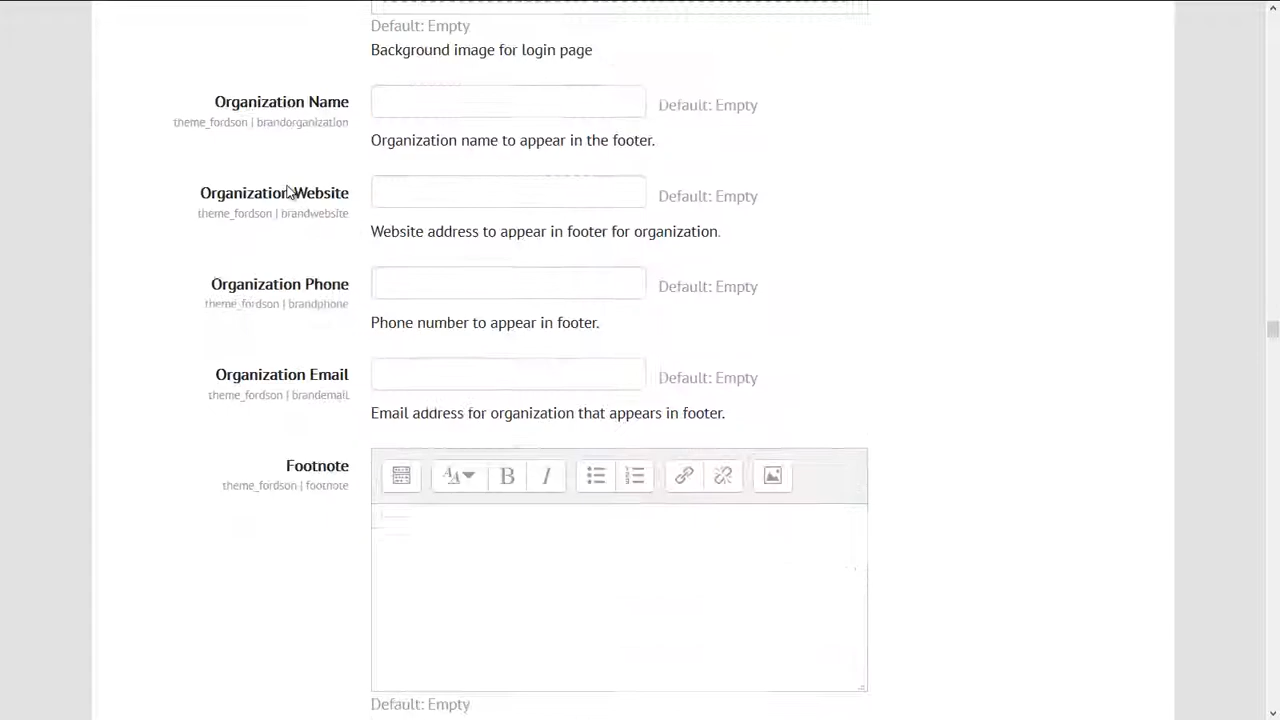 Default: Empty
Background image for login page
Organization Name
Default: Empty
theme_fordson | brandorganization
Organization name to appear in the footer.
Organization Website
Default: Empty
theme_fordson | brandwebsite
Website address to appear in footer for organization.
Organization Phone
Default: Empty
theme_fordson | brandphone
Phone number to appear in footer.
Organization Email
Default: Empty
theme_fordson | brandemail
Email address for organization that appears in footer.
Footnote
B I
theme_fordson | footnote
Default: Empty